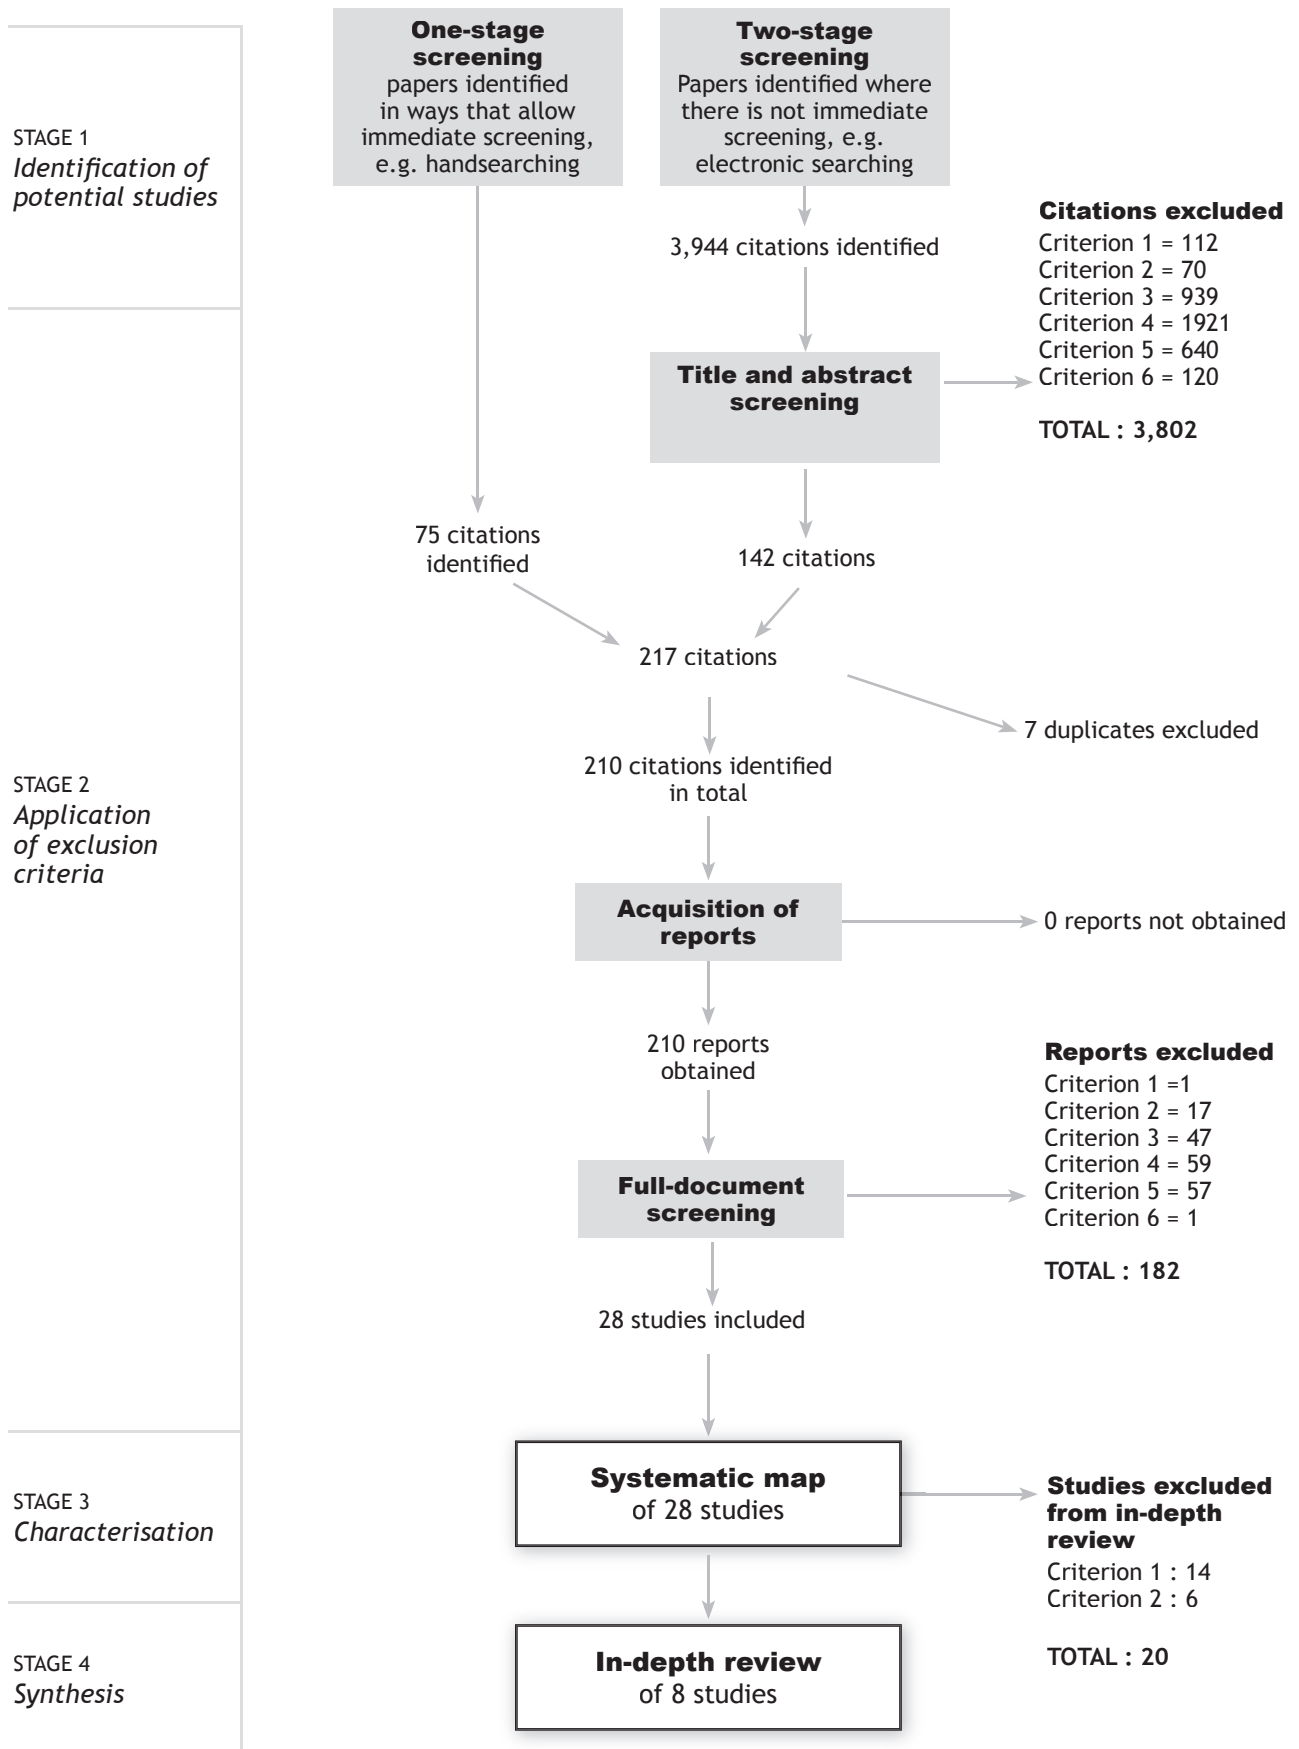 STAGE 1
Identification of
potential studies
One-stage
screening
papers identified
in ways that allow
immediate screening,
e.g. handsearching
Two-stage
screening
Papers identified where
there is not immediate
screening, e.g.
electronic searching
3,944 citations identified
Citations excluded
Criterion 1 = 112
Criterion 2 = 70
Criterion 3 = 939
Criterion 4 = 1921
Criterion 5 = 640
Criterion 6 = 120
TOTAL : 3,802
Title and abstract
screening
75 citations
identified
142 citations
217 citations
7 duplicates excluded
210 citations identified
in total
STAGE 2
Application
of exclusion
criteria
Acquisition of
reports
0 reports not obtained
210 reports
obtained
Reports excluded
Criterion 1 =1
Criterion 2 = 17
Criterion 3 = 47
Criterion 4 = 59
Criterion 5 = 57
Criterion 6 = 1
TOTAL : 182
Full-document
screening
28 studies included
STAGE 3
Characterisation
Systematic map
of 28 studies
Studies excluded
from in-depth
review
Criterion 1 : 14
Criterion 2 : 6
TOTAL : 20
STAGE 4
Synthesis
In-depth review
of 8 studies